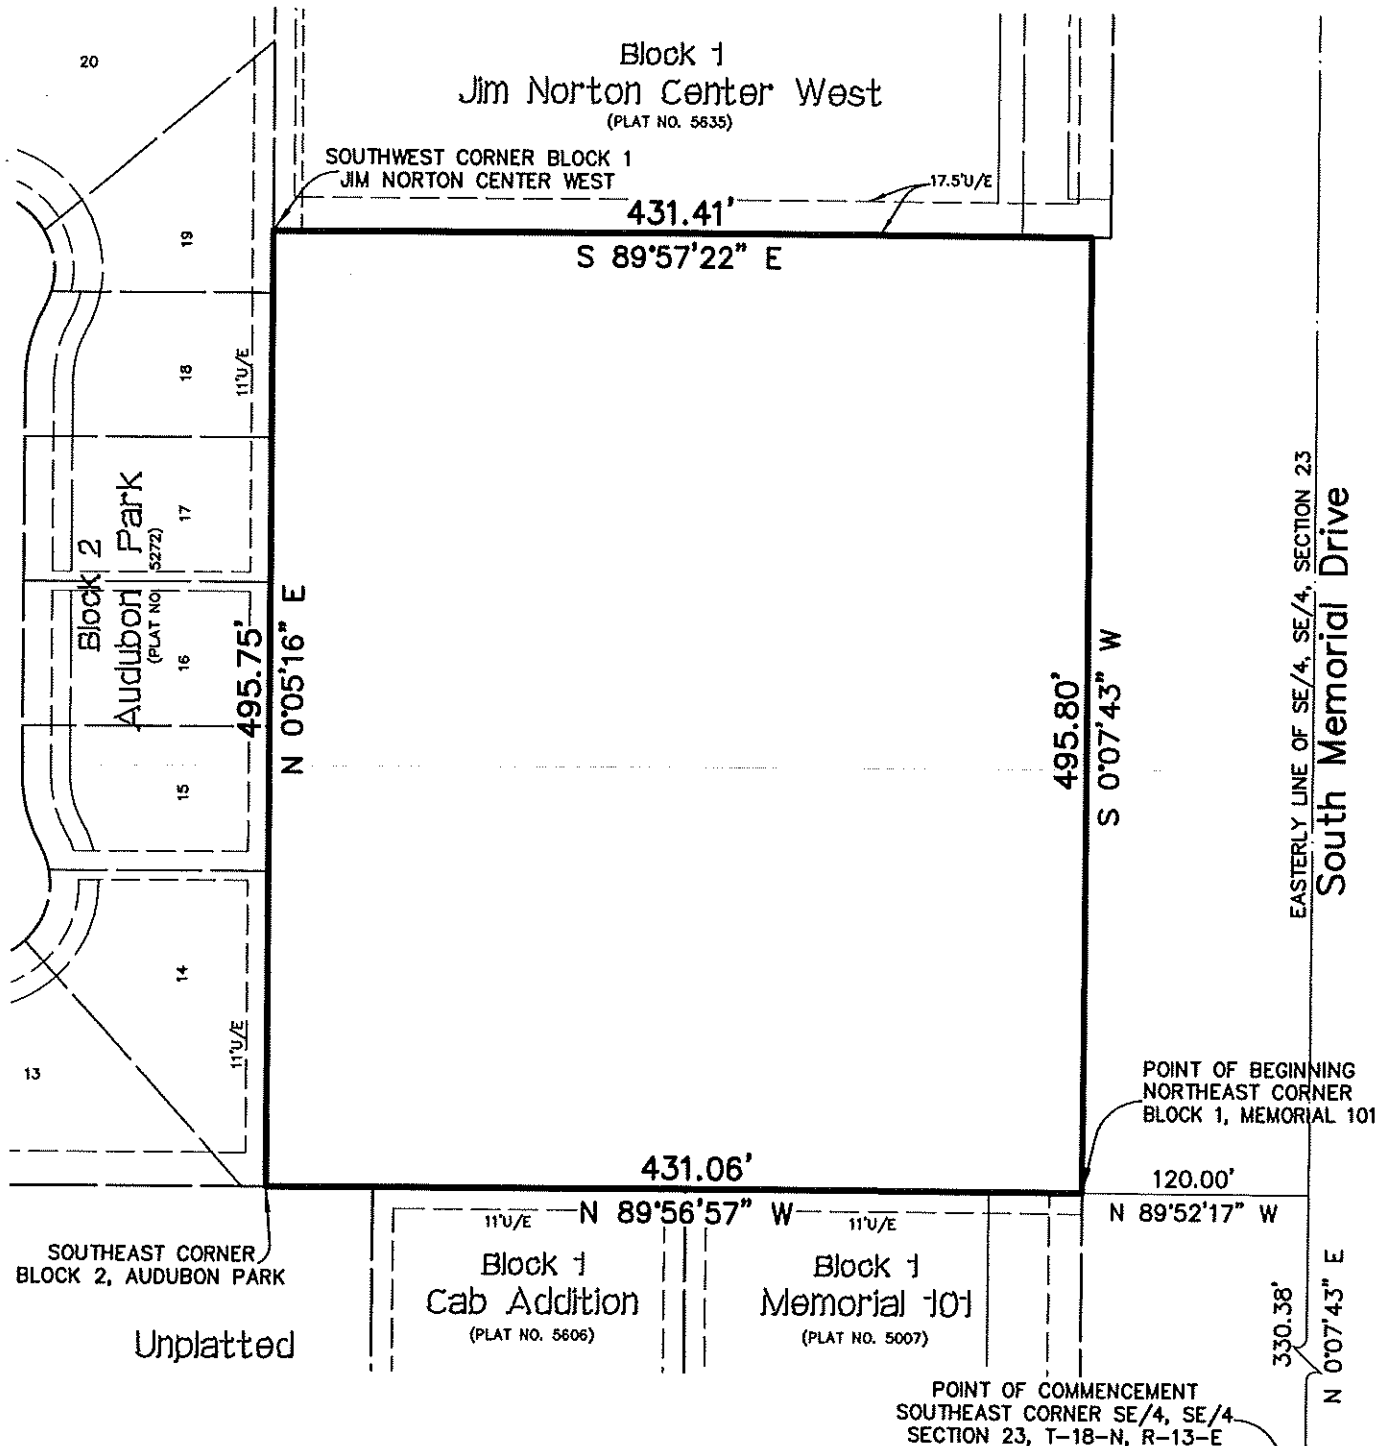 20
Block 1
Jim Norton Center West
(PLAT NO. 5635)
SOUTHWEST CORNER BLOCK 1
JIM NORTON CENTER WEST
17.5'U/E
431.41'
S 89°57'22" E
19
18
11'U/E
17
Block 2
Audubon Park
(PLAT NO 5272)
16
15
14
11'U/E
13
495.75'
N 0°05'16" E
495.80'
S 0°07'43" W
EASTERLY LINE OF SE/4, SE/4, SECTION 23
South Memorial Drive
POINT OF BEGINNING
NORTHEAST CORNER
BLOCK 1, MEMORIAL 101
431.06'
N 89°56'57" W
11'U/E
11'U/E
120.00'
N 89°52'17" W
SOUTHEAST CORNER
BLOCK 2, AUDUBON PARK
Unplatted
Block 1
Cab Addition
(PLAT NO. 5606)
Block 1
Memorial 101
(PLAT NO. 5007)
330.38'
N 0°07'43" E
POINT OF COMMENCEMENT
SOUTHEAST CORNER SE/4, SE/4
SECTION 23, T-18-N, R-13-E